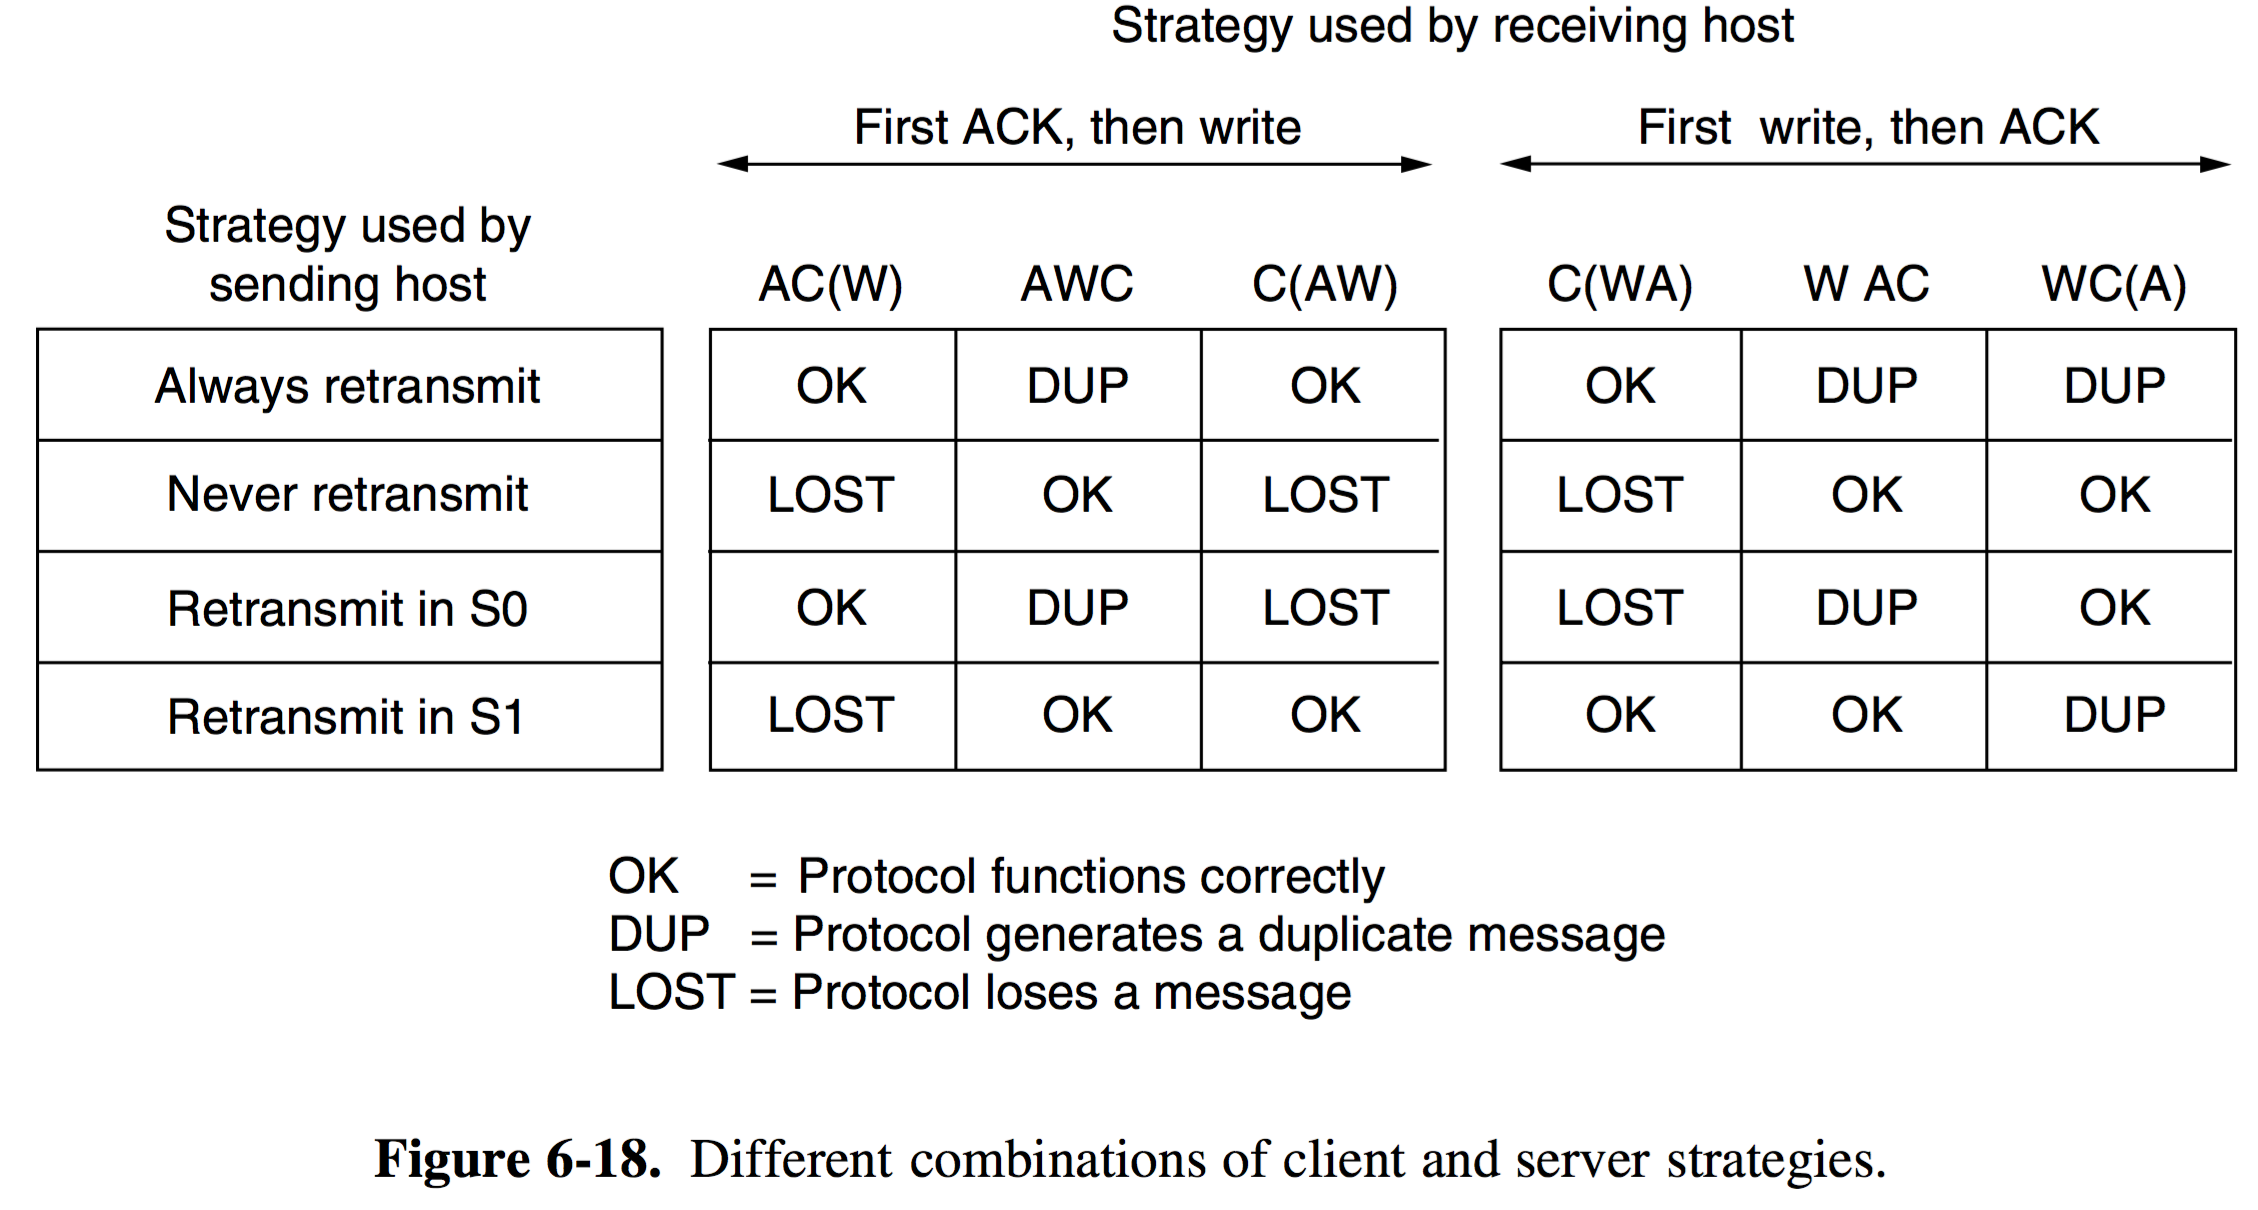 Strategy used by receiving host
First ACK, then write
First write, then ACK
Strategy used by
sending host
AC(W) AWC C(AW) C(WA) W AC WC(A)
Always retransmit OK DUP OK OK DUP DUP
Never retransmit LOST OK LOST LOST OK OK
Retransmit in S0 OK DUP LOST LOST DUP OK
Retransmit in S1 LOST OK OK OK OK DUP
OK = Protocol functions correctly
DUP = Protocol generates a duplicate message
LOST = Protocol loses a message
Figure 6-18. Different combinations of client and server strategies.